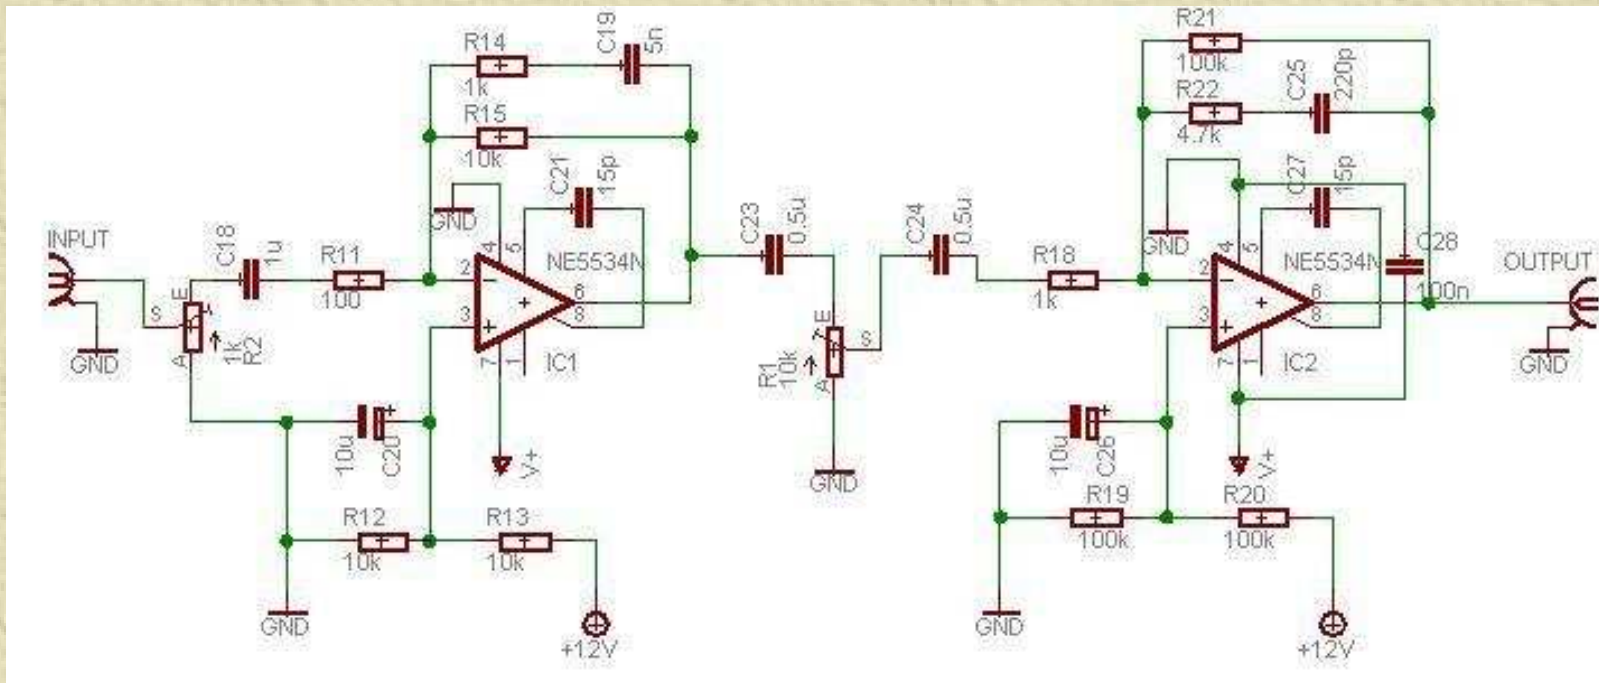 INPUT
GND
S
E
A
1k
R2
C18
1u
R11
100
R14
1k
C19
5n
R15
10k
GND
C21
15p
4
5
2
3
6
8
7
1
NE5534N
IC1
V+
10u
C20
R12
10k
R13
10k
GND
+12V
C23
0.5u
R1
10k
E
S
A
GND
C24
0.5u
R18
1k
R21
100k
R22
4.7k
C25
220p
GND
C27
15p
4
5
2
3
6
8
7
1
NE5534N
IC2
C28
100n
V+
10u
C26
R19
100k
R20
100k
GND
+12V
OUTPUT
GND